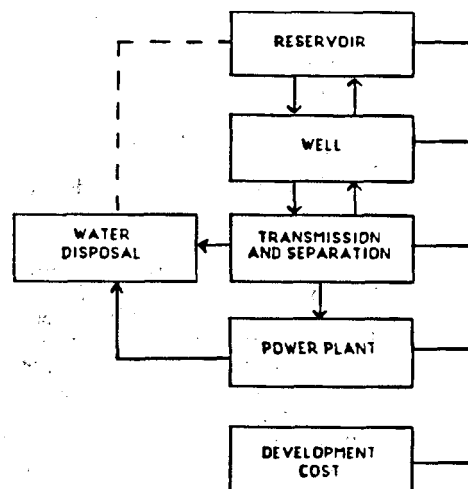 RESERVOIR
WELL
WATER
DISPOSAL
TRANSMISSION
AND SEPARATION
POWER PLANT
DEVELOPMENT
COST